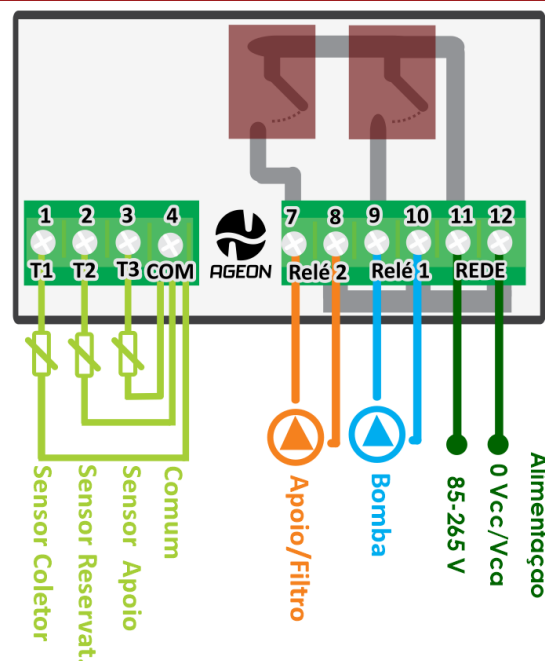 1 2 3 4
T1 T2 T3 COM
AGEON
7 8 9 10 11 12
Relé 2 Relé 1 REDE
Sensor Coletor
Sensor Reservat
Sensor Apoio
Comum
Apoio/Filtro
Bomba
85-265 V
0 Vcc/Vca
Alimentaçao